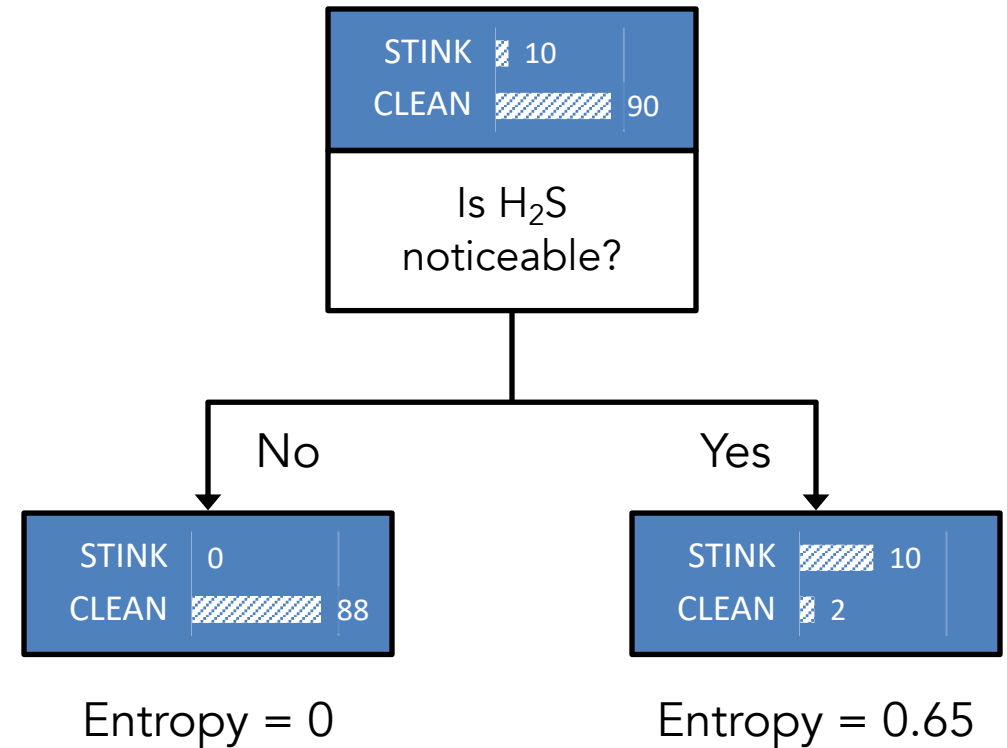 STINK 10
CLEAN 90
Is H₂S
noticeable?
No Yes
STINK 0
CLEAN 88
STINK 10
CLEAN 2
Entropy = 0
Entropy = 0.65